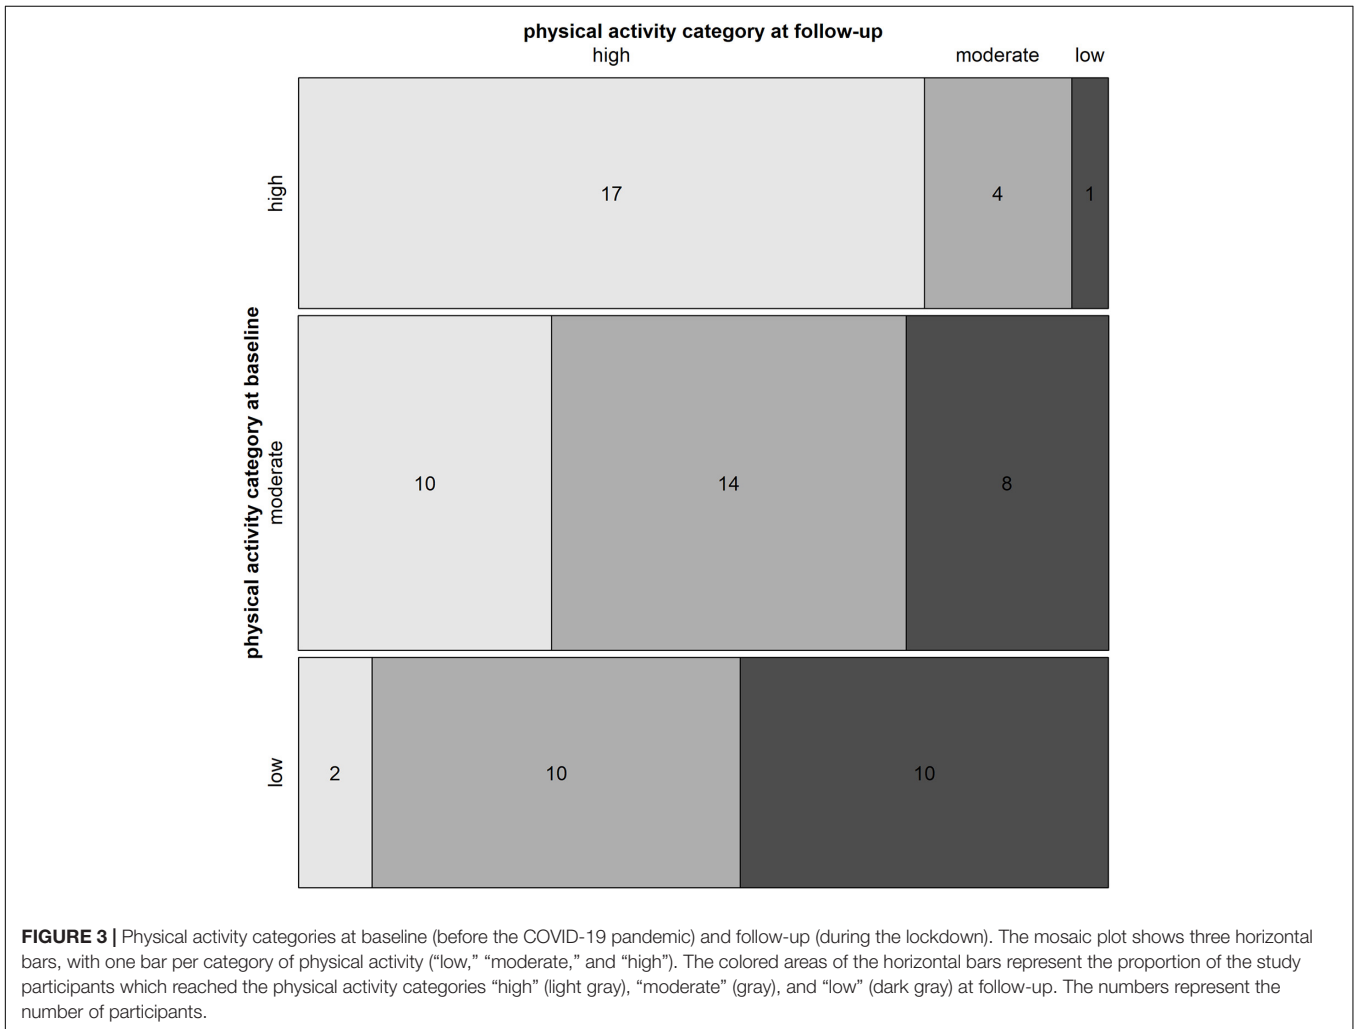 physical activity category at follow-up
high moderate low
high
17 4 1
physical activity category at baseline
moderate
10 14 8
low
2 10 10
FIGURE 3 | Physical activity categories at baseline (before the COVID-19 pandemic) and follow-up (during the lockdown). The mosaic plot shows three horizontal
bars, with one bar per category of physical activity (“low,” “moderate,” and “high”). The colored areas of the horizontal bars represent the proportion of the study
participants which reached the physical activity categories “high” (light gray), “moderate” (gray), and “low” (dark gray) at follow-up. The numbers represent the
number of participants.